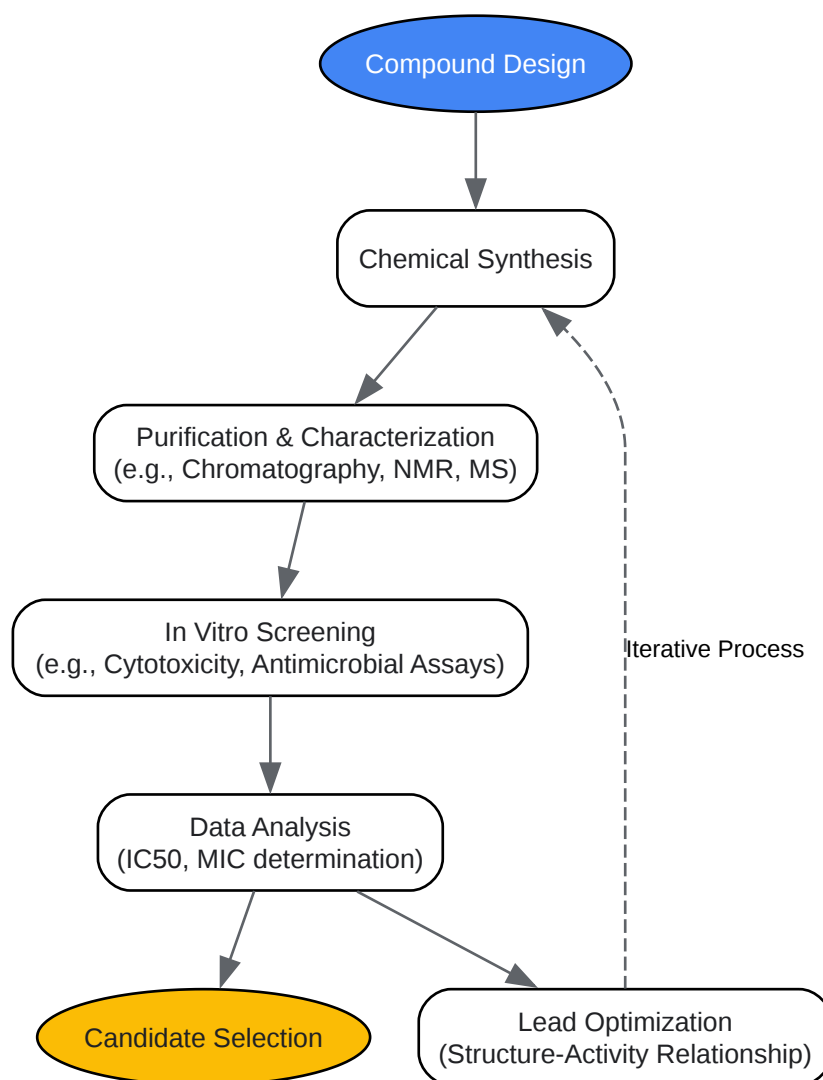 Compound Design
Chemical Synthesis
Purification & Characterization
(e.g., Chromatography, NMR, MS)
In Vitro Screening
(e.g., Cytotoxicity, Antimicrobial Assays)
Iterative Process
Data Analysis
(IC50, MIC determination)
Candidate Selection
Lead Optimization
(Structure-Activity Relationship)